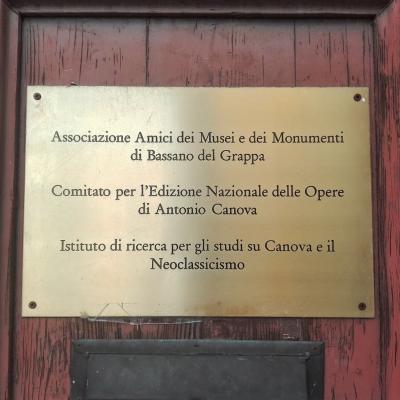 Associazione Amici dei Musei e dei Monumenti
di Bassano del Grappa
Comitato per l'Edizione Nazionale delle Opere
di Antonio Canova
Istituto di ricerca per gli studi su Canova e il
Neoclassicismo